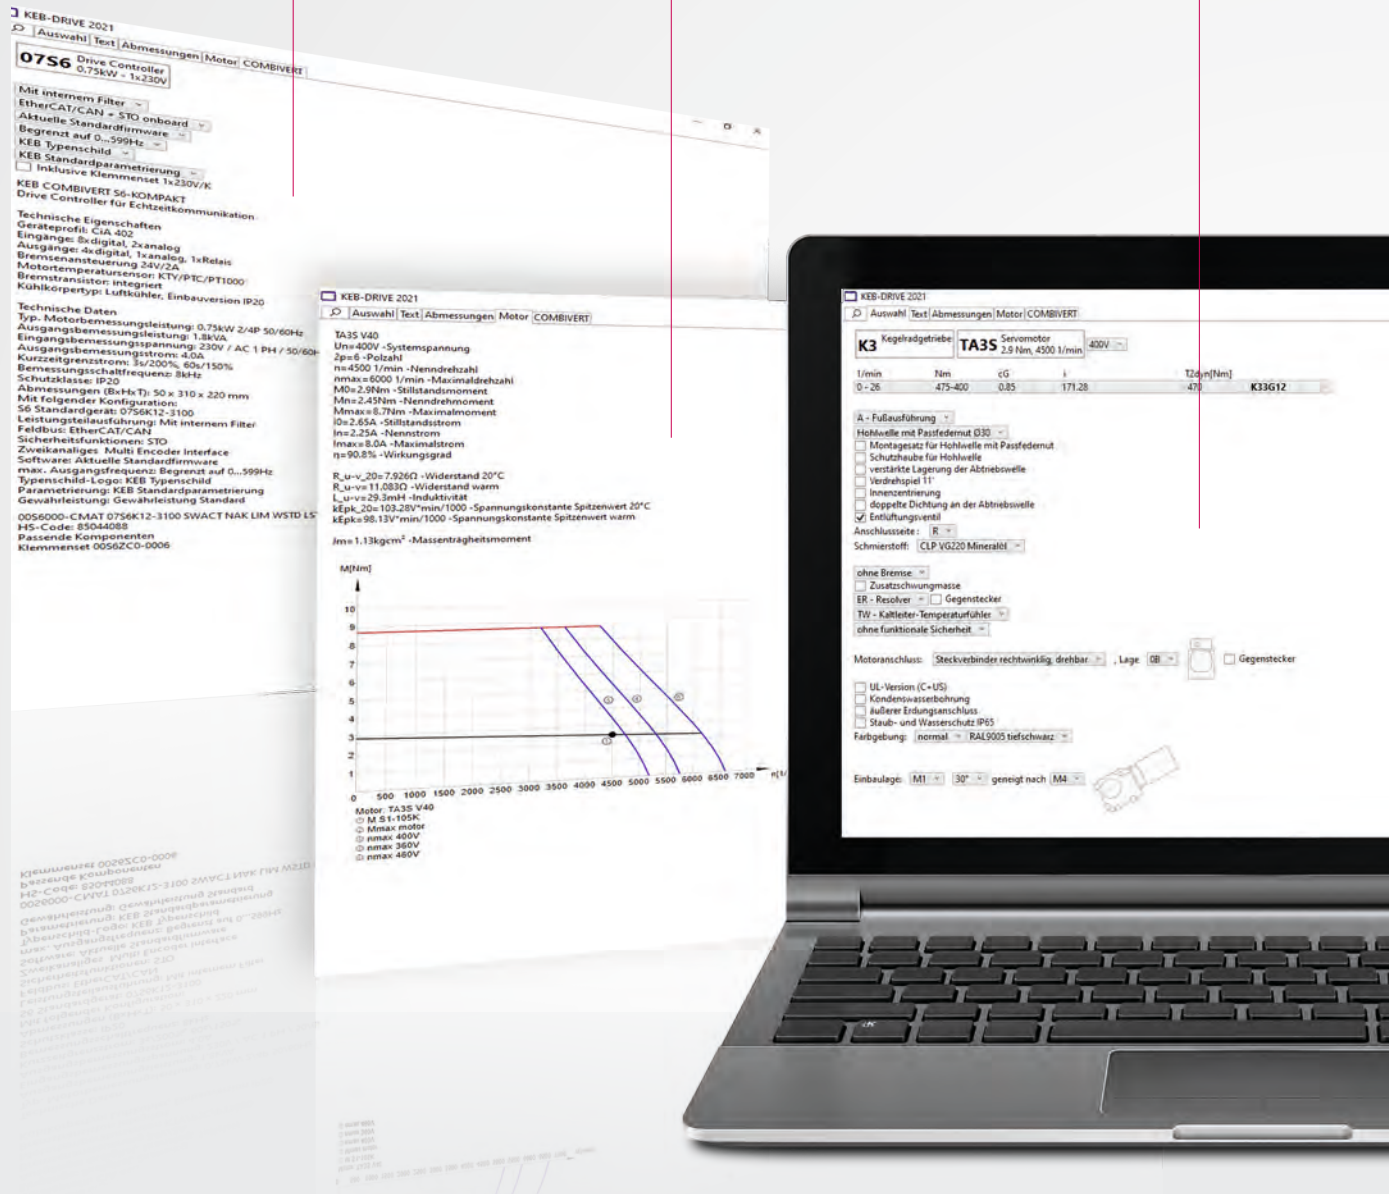 KEB-DRIVE 2021
Auswahl Text Abmessungen Motor COMBIVERT
07S6 Drive Controller
0.75kW - 1x230V
Mit internem Filter
EtherCAT/CAN + STO onboard
Aktuelle Standardfirmware
Begrenzt auf 0...599Hz
KEB Typenschild
KEB Standardparametrierung
Inklusive Klemmenset 1x230V/K
KEB COMBIVERT S6-KOMPAKT
Drive Controller für Echtzeitkommunikation
Technische Eigenschaften
Geräteprofil: CiA 402
Eingänge: 8xdigital, 2xanalog
Ausgänge: 4xdigital, 1xanalog, 1xRelais
Bremsenansteuerung 24V/2A
Motortemperatursensor: KTY/PTC/PT1000
Bremstransistor: integriert
Kühlkörpertyp: Luftkühler, Einbauversion IP20
Technische Daten
Typ. Motorbemessungsleistung: 0.75kW 2/4P 50/60Hz
Ausgangsbemessungsleistung: 1.8kVA
Eingangsbemessungsspannung: 230V / AC 1 PH / 50/60H
Ausgangsbemessungsstrom: 4.0A
Kurzzeitgrenzstrom: 3s/200%, 60s/150%
Bemessungsschaltfrequenz: 8kHz
Schutzklasse: IP20
Abmessungen (BxHxT): 50 x 310 x 220 mm
Mit folgender Konfiguration:
S6 Standardgerät: 07S6K12-3100
Leistungsteilausführung: Mit internem Filter
Feldbus: EtherCAT/CAN
Sicherheitsfunktionen: STO
Zweikanaliges Multi Encoder Interface
Software: Aktuelle Standardfirmware
max. Ausgangsfrequenz: Begrenzt auf 0...599Hz
Typenschild-Logo: KEB Typenschild
Parametrierung: KEB Standardparametrierung
Gewährleistung: Gewährleistung Standard
00S6000-CMAT 07S6K12-3100 SWACT NAK LIM WSTD LST
HS-Code: 85044088
Passende Komponenten
Klemmenset 00S6ZC0-0006
KEB-DRIVE 2021
Auswahl Text Abmessungen Motor COMBIVERT
TA3S V40
Un=400V -Systemspannung
2p=6 -Polzahl
n=4500 1/min -Nenndrehzahl
nmax=6000 1/min -Maximaldrehzahl
M0=2.9Nm -Stillstandsmoment
Mn=2.45Nm -Nenndrehmoment
Mmax=8.7Nm -Maximalmoment
I0=2.65A -Stillstandsstrom
In=2.25A -Nennstrom
Imax=8.0A -Maximalstrom
η=90.8% -Wirkungsgrad
R_u-v_20=7.926Ω -Widerstand 20°C
R_u-v=11.083Ω -Widerstand warm
L_u-v=29.3mH -Induktivität
kEpk_20=103.28V*min/1000 -Spannungskonstante Spitzenwert 20°C
kEpk=98.13V*min/1000 -Spannungskonstante Spitzenwert warm
Jm=1.13kgcm² -Massenträgheitsmoment
M[Nm]
10
9
8
7
6
5
4
3
2
1
0 500 1000 1500 2000 2500 3000 3500 4000 4500 5000 5500 6000 6500 7000 n[1/
Motor: TA3S V40
M S1-105K
Mmax motor
nmax 400V
nmax 360V
nmax 460V
KEB-DRIVE 2021
Auswahl Text Abmessungen Motor COMBIVERT
K3 Kegelradgetriebe TA3S Servomotor
2.9 Nm, 4500 1/min 400V
1/min Nm cG i T2dyn[Nm]
0 - 26 475-400 0.85 171.28 470 K33G12
A - Fußausführung
Hohlwelle mit Passfedernut Ø30
Montagesatz für Hohlwelle mit Passfedernut
Schutzhaube für Hohlwelle
verstärkte Lagerung der Abtriebswelle
Verdrehspiel 11'
Innenzentrierung
doppelte Dichtung an der Abtriebswelle
Entlüftungsventil
Anschlussseite: R
Schmierstoff: CLP VG220 Mineralöl
ohne Bremse
Zusatzschwungmasse
ER - Resolver Gegenstecker
TW - Kaltleiter-Temperaturfühler
ohne funktionale Sicherheit
Motoranschluss: Steckverbinder rechtwinklig, drehbar , Lage 0B Gegenstecker
UL-Version (C+US)
Kondenswasserbohrung
äußerer Erdungsanschluss
Staub- und Wasserschutz IP65
Farbgebung: normal RAL9005 tiefschwarz
Einbaulage: M1 30° geneigt nach M4